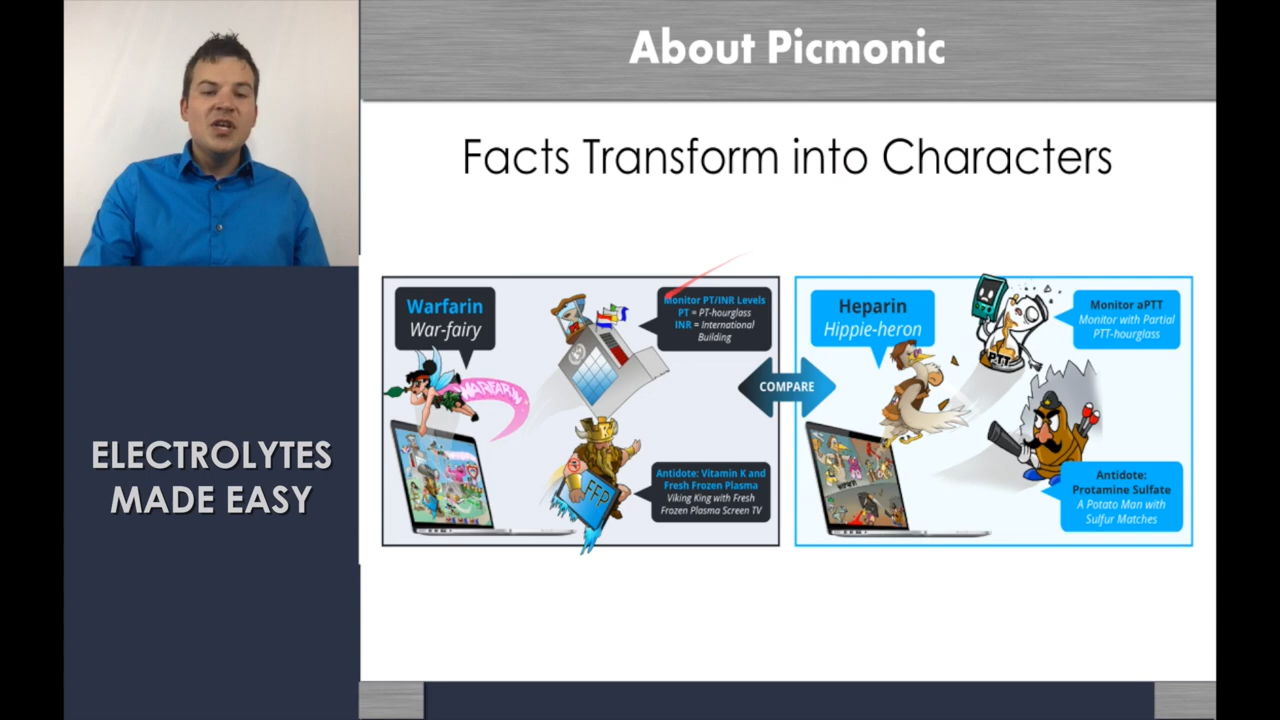 About Picmonic
Facts Transform into Characters
Warfarin
War-fairy
WARFARIN
Monitor PT/INR Levels
PT = PT-hourglass
INR = International
Building
K
FFP
Antidote: Vitamin K and
Fresh Frozen Plasma
Viking King with Fresh
Frozen Plasma Screen TV
COMPARE
Heparin
Hippie-heron
PTT
Monitor aPTT
Monitor with Partial
PTT-hourglass
Antidote:
Protamine Sulfate
A Potato Man with
Sulfur Matches
ELECTROLYTES
MADE EASY